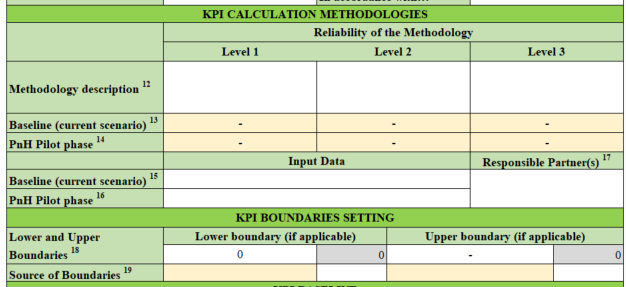 KPI CALCULATION METHODOLOGIES
Reliability of the Methodology
Level 1 Level 2 Level 3
Methodology description 12
Baseline (current scenario) 13 - - -
PnH Pilot phase 14 - - -
Input Data Responsible Partner(s) 17
Baseline (current scenario) 15
PnH Pilot phase 16
KPI BOUNDARIES SETTING
Lower and Upper Lower boundary (if applicable) Upper boundary (if applicable)
Boundaries 18 0 0 - 0
Source of Boundaries 19